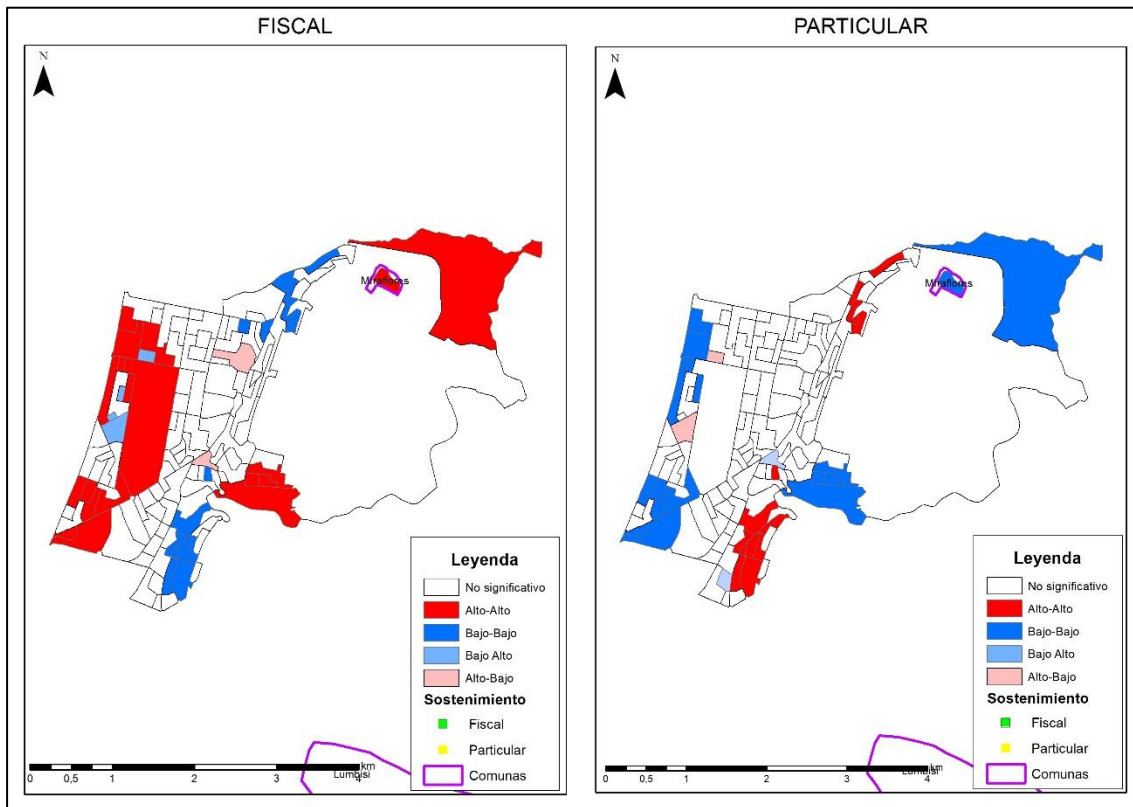 FISCAL
N
Miraflores
Leyenda
No significativo
Alto-Alto
Bajo-Bajo
Bajo Alto
Alto-Bajo
Sostenimiento
Fiscal
Particular
Comunas
km
0 0,5 1 2 3 4
Lumbisi
PARTICULAR
N
Miraflores
Leyenda
No significativo
Alto-Alto
Bajo-Bajo
Bajo Alto
Alto-Bajo
Sostenimiento
Fiscal
Particular
Comunas
km
0 0,5 1 2 3 4
Lumbisi